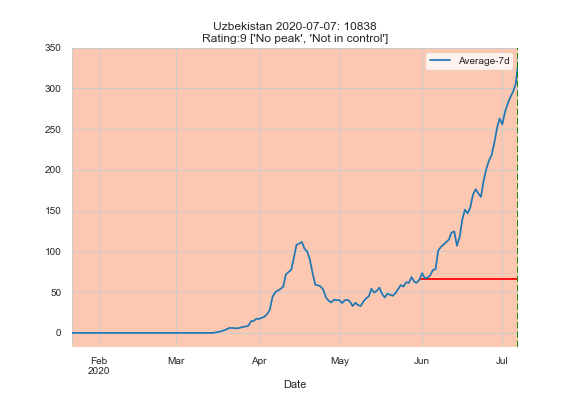 Uzbekistan 2020-07-07: 10838
Rating:9 ['No peak', 'Not in control']
Average-7d
350
300
250
200
150
100
50
0
Feb Mar Apr May Jun Jul
2020
Date